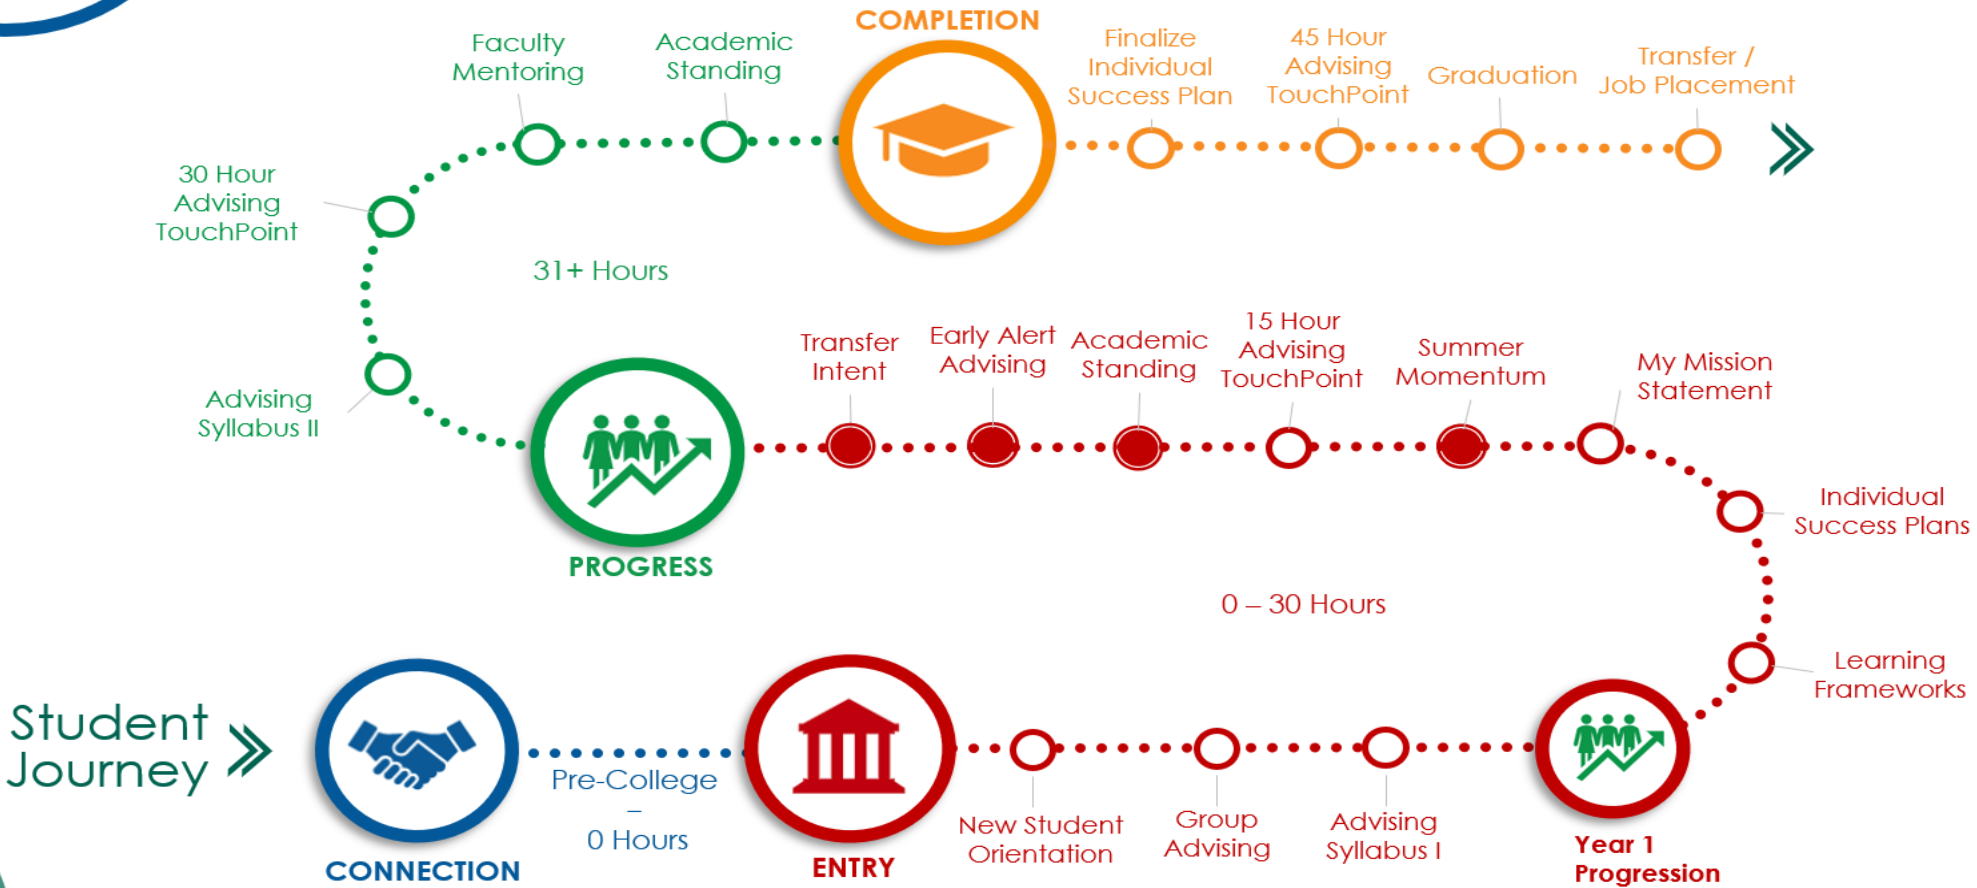 COMPLETION
Faculty
Mentoring
Academic
Standing
Finalize
Individual
Success Plan
45 Hour
Advising
TouchPoint
Graduation
Transfer /
Job Placement
30 Hour
Advising
TouchPoint
31+ Hours
Advising
Syllabus II
PROGRESS
Transfer
Intent
Early Alert
Advising
Academic
Standing
15 Hour
Advising
TouchPoint
Summer
Momentum
My Mission
Statement
Individual
Success Plans
0 – 30 Hours
Learning
Frameworks
Student
Journey
CONNECTION
Pre-College
–
0 Hours
ENTRY
New Student
Orientation
Group
Advising
Advising
Syllabus I
Year 1
Progression